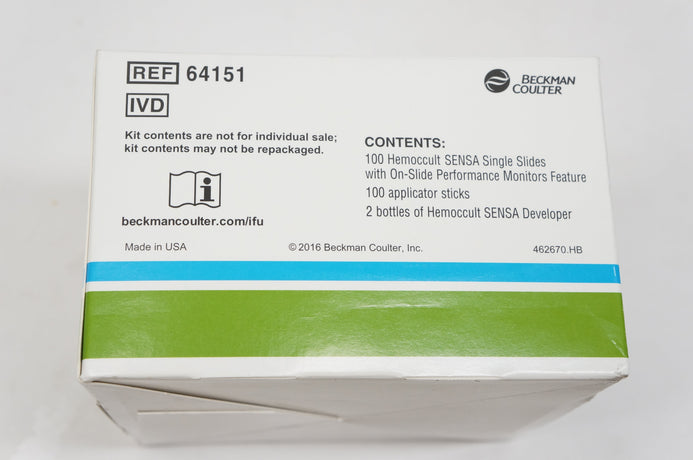 REF 64151
IVD
Kit contents are not for individual sale;
kit contents may not be repackaged.
i
beckmancoulter.com/ifu
BECKMAN
COULTER
CONTENTS:
100 Hemoccult SENSA Single Slides
with On-Slide Performance Monitors Feature
100 applicator sticks
2 bottles of Hemoccult SENSA Developer
Made in USA
© 2016 Beckman Coulter, Inc.
462670.HB